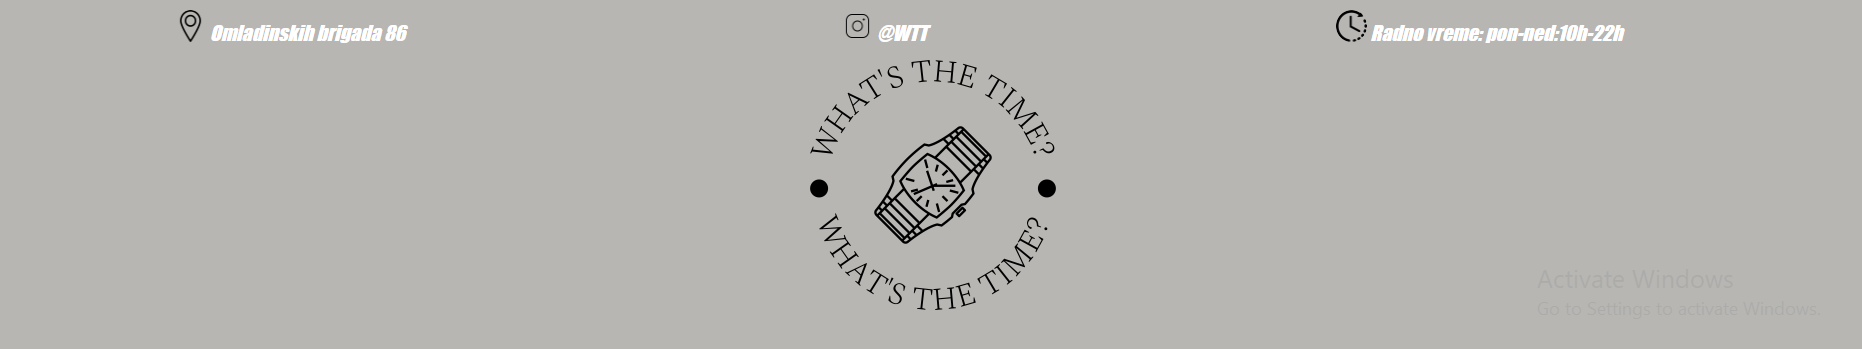 Omladinskih brigada 86
@WTT
Radno vreme: pon-ned:10h-22h
WHAT'S THE TIME?
WHAT'S THE TIME?
Activate Windows
Go to Settings to activate Windows.